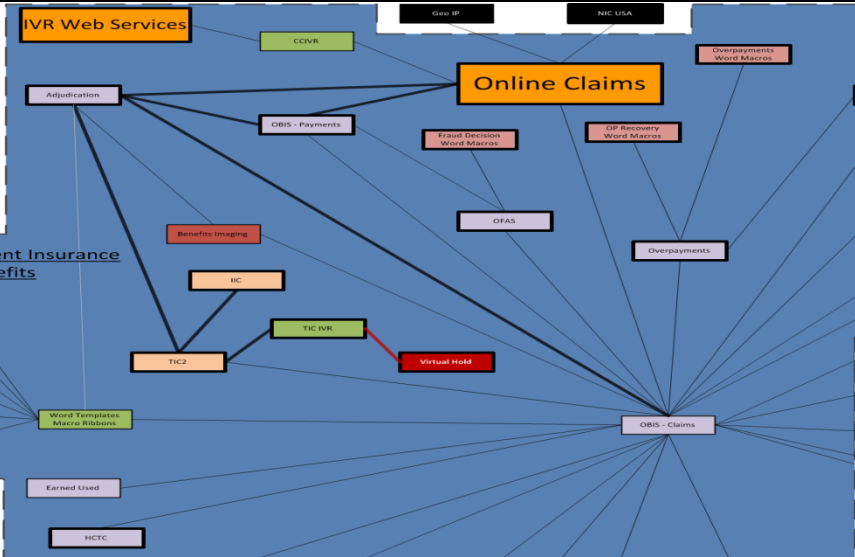 Geo IP
NIC USA
IVR Web Services
CCIVR
Overpayments
Word Macros
Online Claims
Adjudication
OBIS - Payments
Fraud Decision
Word Macros
OP Recovery
Word Macros
OFAS
Benefits Imaging
Overpayments
ent Insurance
efits
IIC
TIC IVR
TIC2
Virtual Hold
Word Templates
Macro Ribbons
OBIS - Claims
Earned Used
HCTC